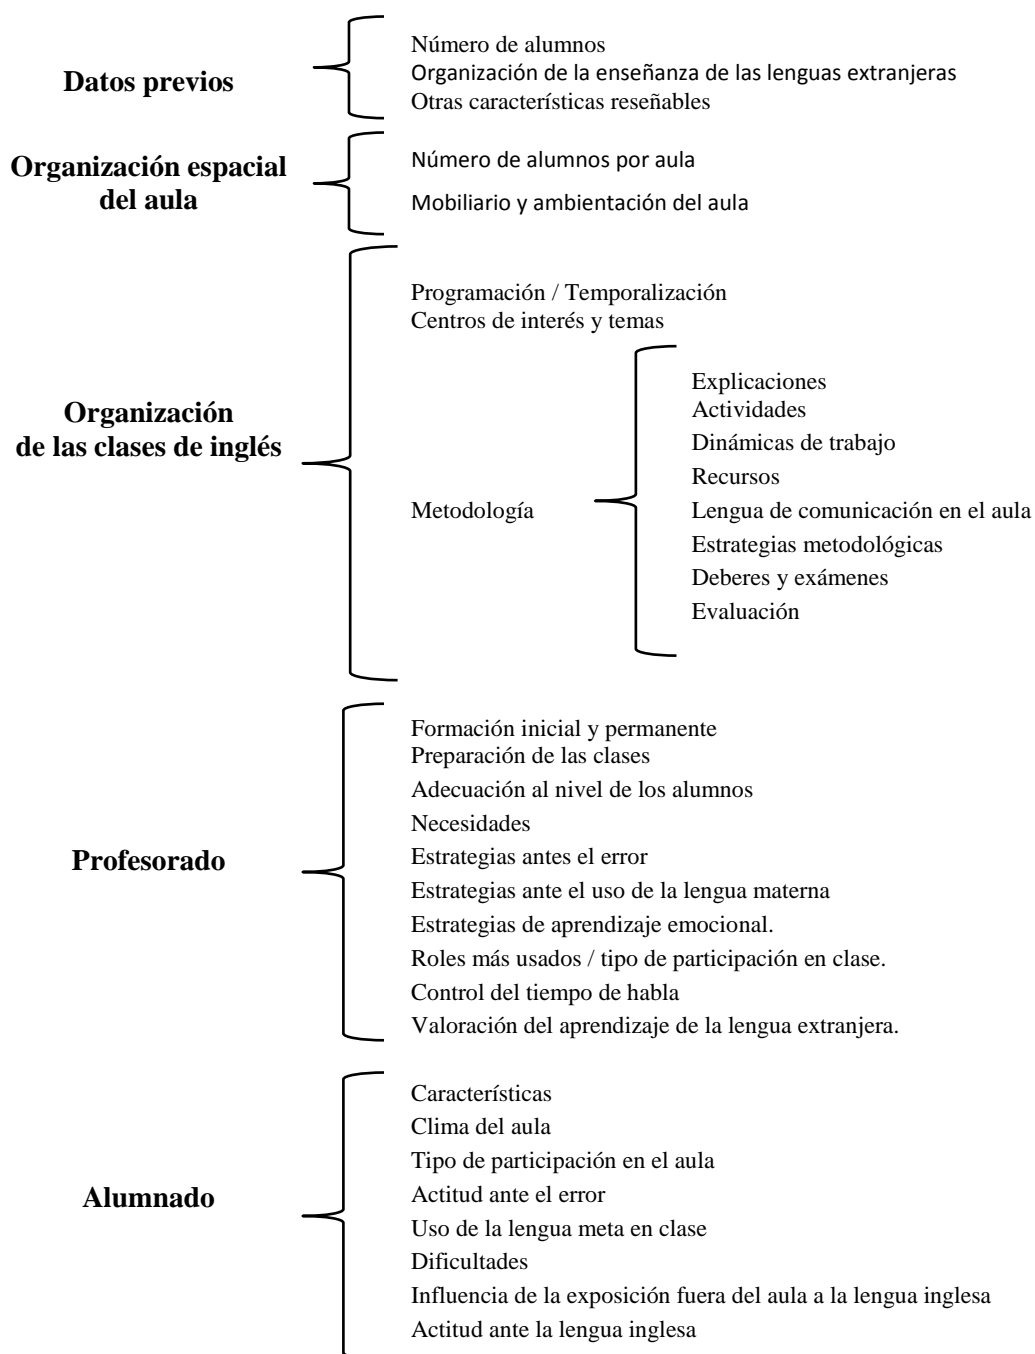 Datos previos
Número de alumnos
Organización de la enseñanza de las lenguas extranjeras
Otras características reseñables
Organización espacial
del aula
Número de alumnos por aula
Mobiliario y ambientación del aula
Organización
de las clases de inglés
Programación / Temporalización
Centros de interés y temas
Metodología
Explicaciones
Actividades
Dinámicas de trabajo
Recursos
Lengua de comunicación en el aula
Estrategias metodológicas
Deberes y exámenes
Evaluación
Profesorado
Formación inicial y permanente
Preparación de las clases
Adecuación al nivel de los alumnos
Necesidades
Estrategias antes el error
Estrategias ante el uso de la lengua materna
Estrategias de aprendizaje emocional.
Roles más usados / tipo de participación en clase.
Control del tiempo de habla
Valoración del aprendizaje de la lengua extranjera.
Alumnado
Características
Clima del aula
Tipo de participación en el aula
Actitud ante el error
Uso de la lengua meta en clase
Dificultades
Influencia de la exposición fuera del aula a la lengua inglesa
Actitud ante la lengua inglesa